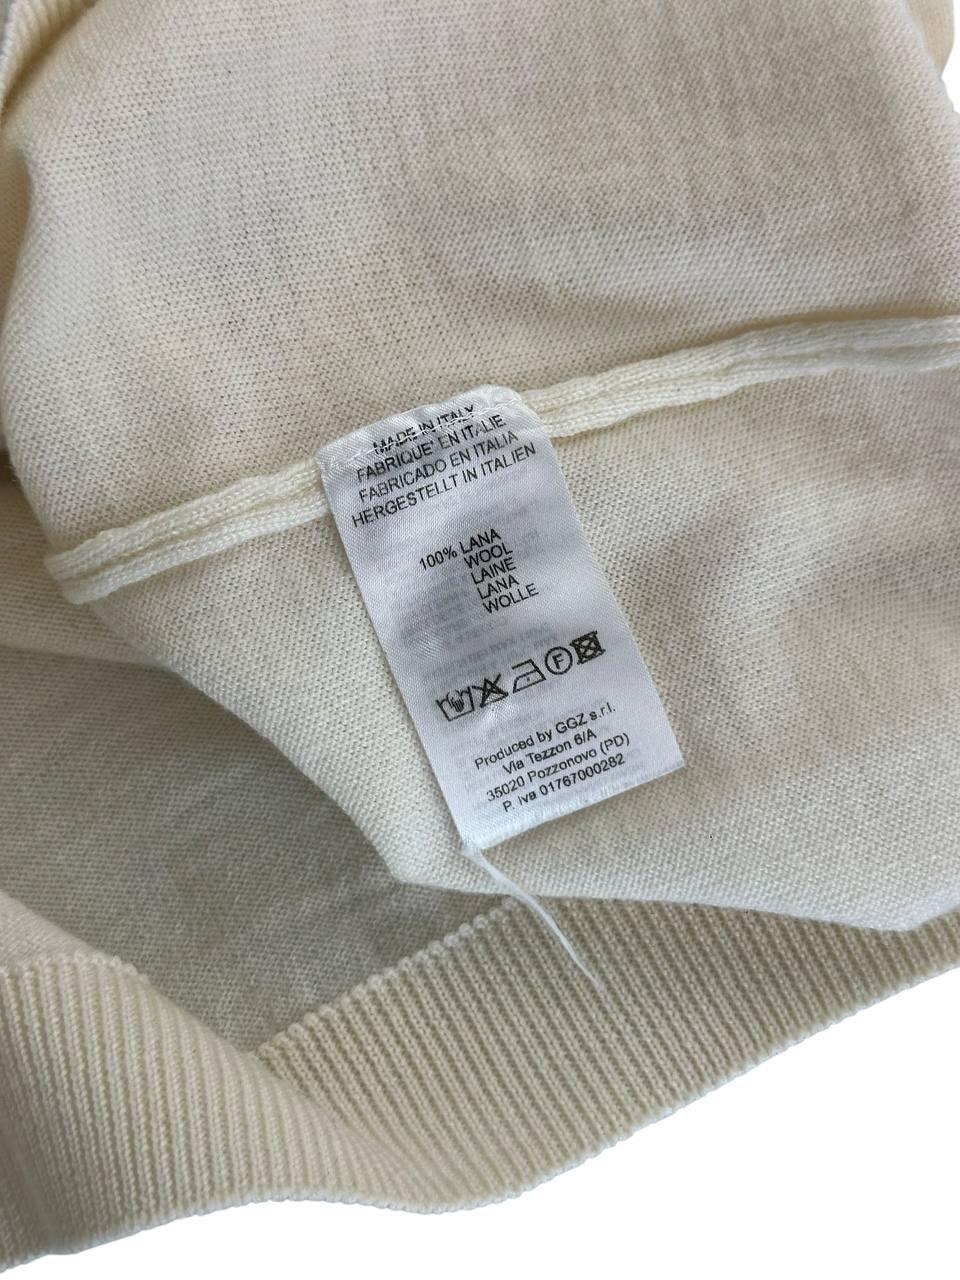 MADE IN ITALY
FABRIQUE' EN ITALIE
FABRICADO EN ITALIA
HERGESTELLT IN ITALIEN
100% LANA
WOOL
LAINE
LANA
WOLLE
F
Produced by GGZ s.r.l.
Via Tezzon 6/A
35020 Pozzonovo (PD)
P. Iva 01767000282